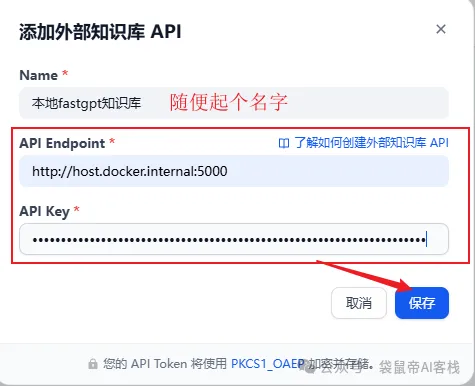 添加外部知识库 API
Name *
本地fastgpt知识库 随便起个名字
API Endpoint * 了解如何创建外部知识库 API
http://host.docker.internal:5000
API Key *
取消 保存
您的 API Token 将使用 PKCS1_OAEP 加密并存储。
公众号 · 袋鼠帝AI客栈